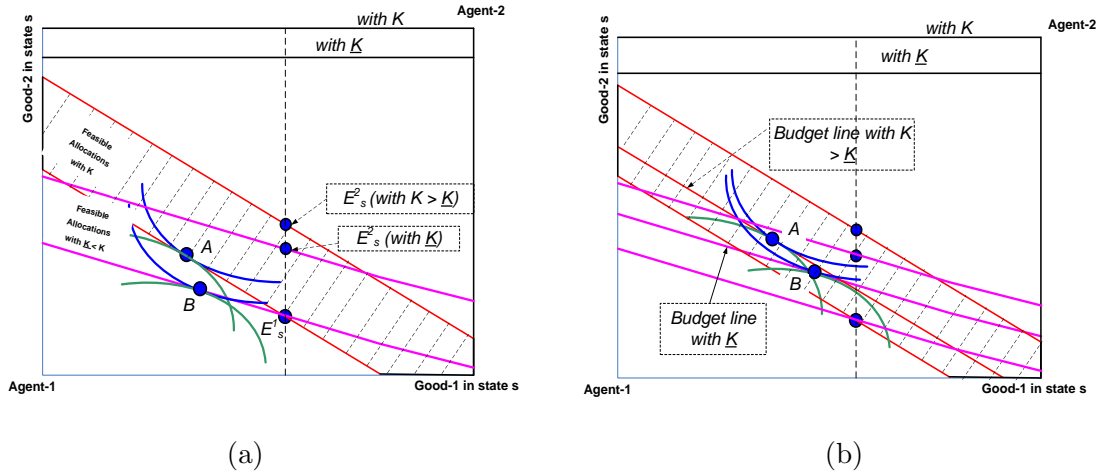 with K
Agent-2
with K
Good-2 in state s
Feasible
Allocations
with K
E²ₛ (with K > K)
Feasible
Allocations
with K < K
E²ₛ (with K)
A
B
E¹ₛ
Agent-1
Good-1 in state s
(a)
Agent-2
with K
with K
Good-2 in state s
Budget line with K
> K
A
B
Budget line
with K
Agent-1
Good-1 in state s
(b)